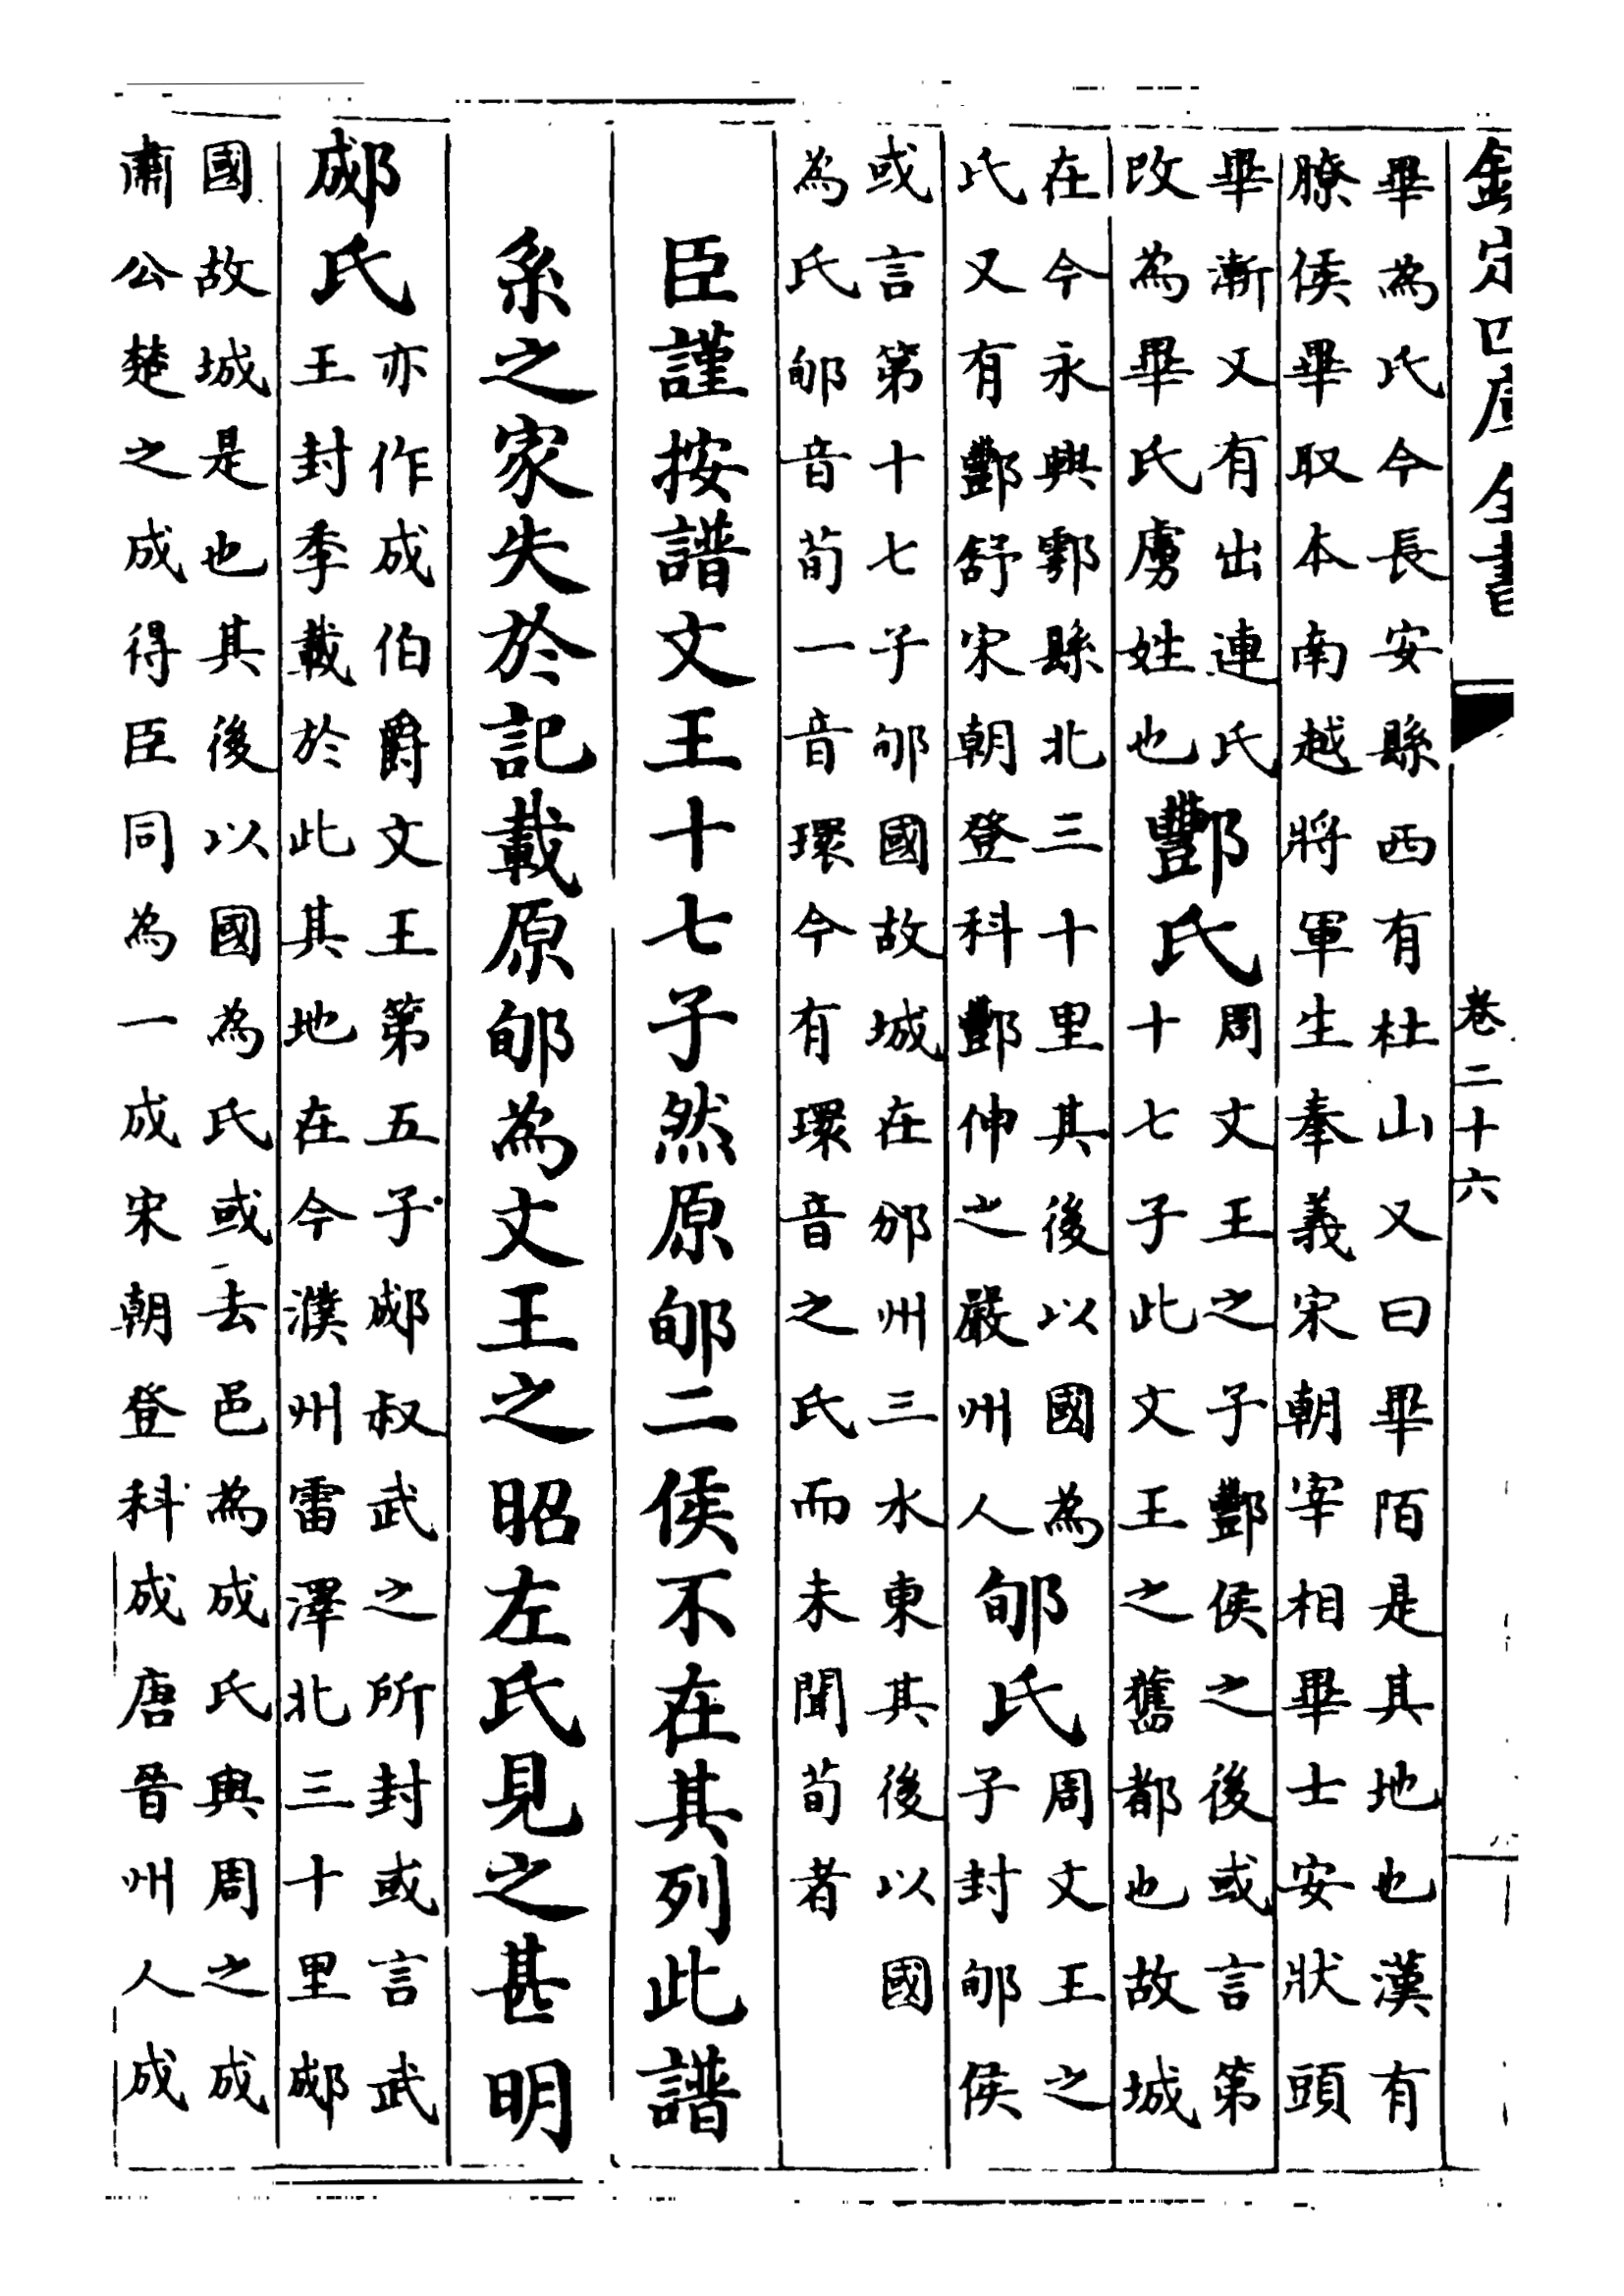 欽定四庫全書
卷二十六
畢為氏今長安縣西有杜山又曰畢陌是其地也漢有
膫侯畢取本南越將軍生奉義宋朝宰相畢士安狀頭
畢漸又有出連氏
改為畢氏虜姓也
酆氏
周文王之子酆侯之後或言第
十七子此文王之舊都也故城
在今永興鄠縣北三十里其後以國為
氏又有酆舒宋朝登科酆伸之嚴州人
郇氏
周文王之
子封郇侯
或言第十七子郇國故城在邠州三水東其後以國
為氏郇音荀一音環今有環音之氏而未聞荀者
臣謹按譜文王十七子然原郇二侯不在其列此譜
系之家失於記載原郇為文王之昭左氏見之甚明
郕氏
亦作成伯爵文王第五子郕叔武之所封或言武
王封季載於此其地在今濮州雷澤北三十里郕
國故城是也其後以國為氏或去邑為成氏與周之成
肅公楚之成得臣同為一成宋朝登科成唐晉州人成